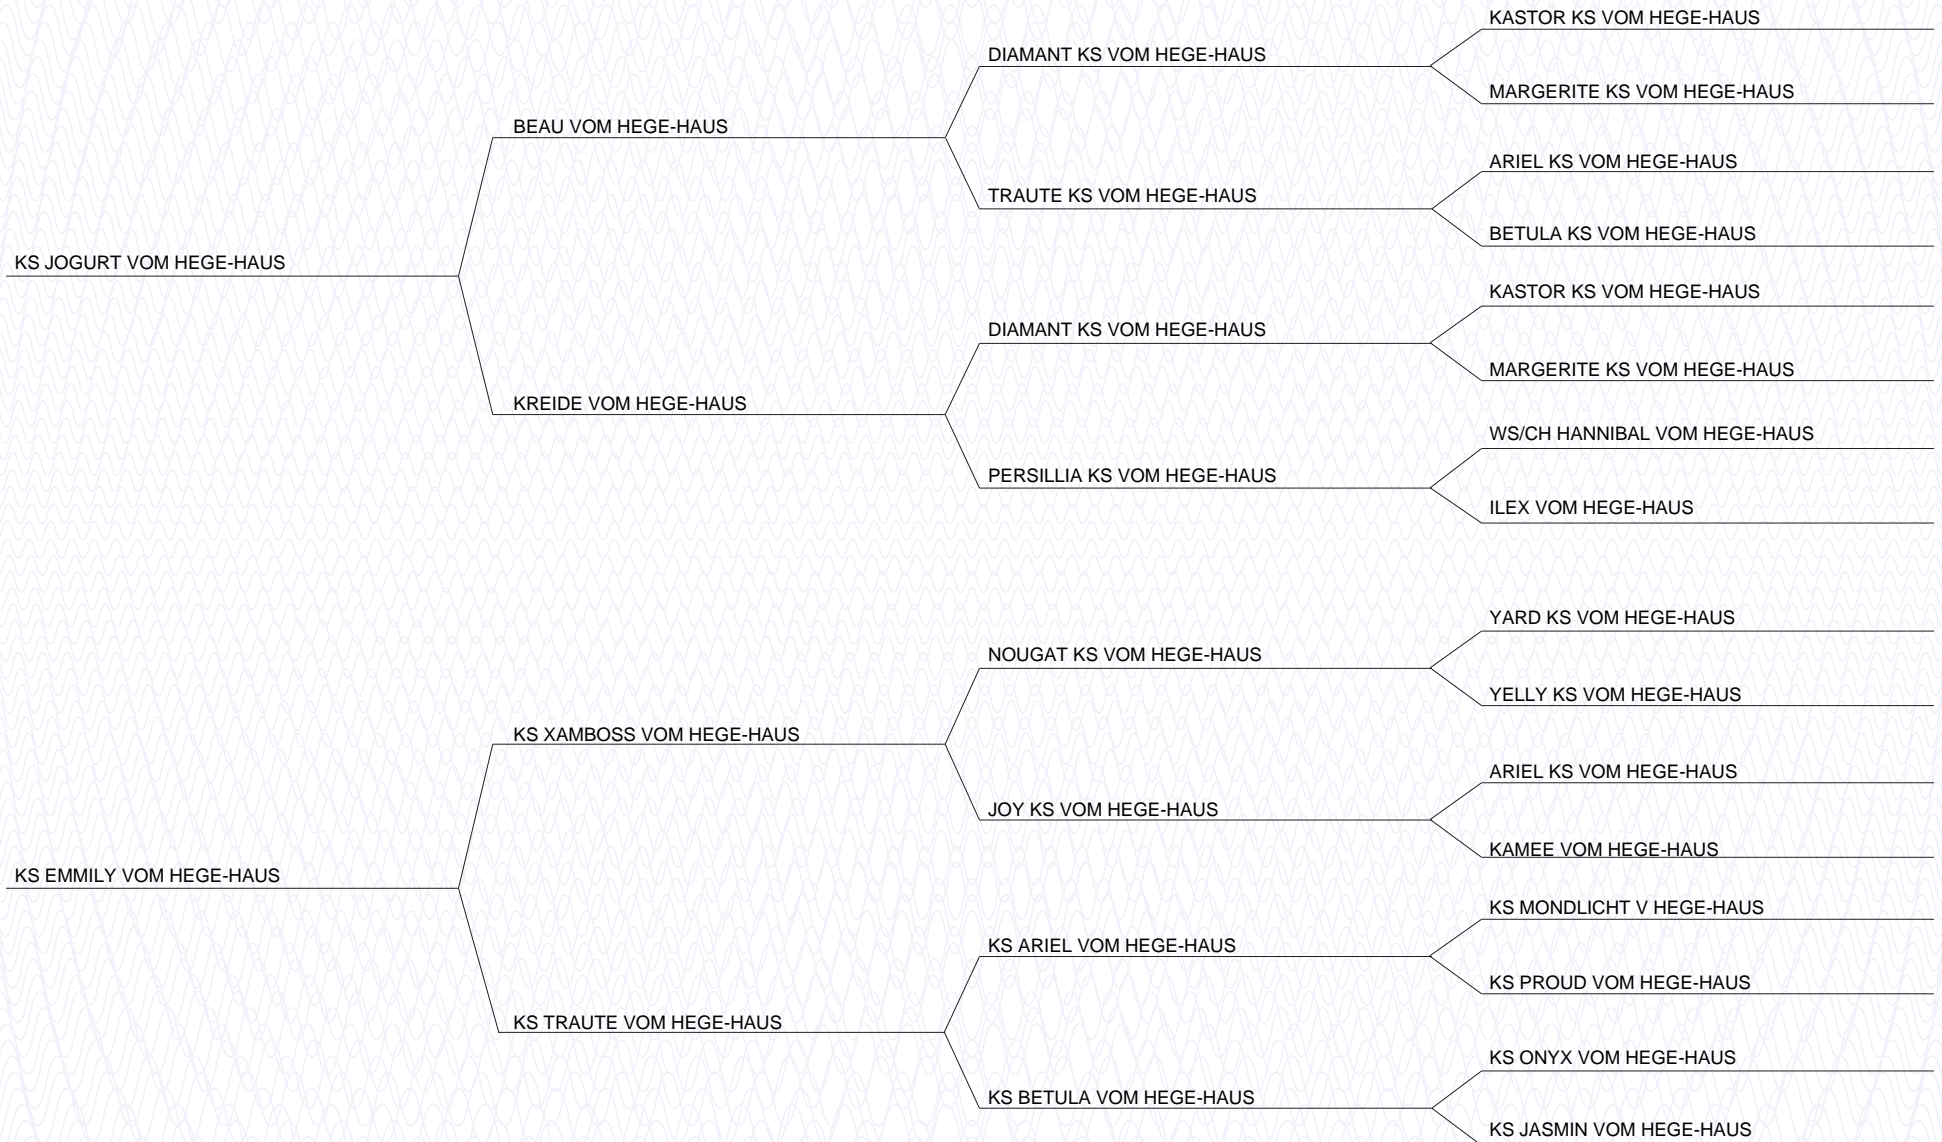 KASTOR KS VOM HEGE-HAUS
DIAMANT KS VOM HEGE-HAUS
MARGERITE KS VOM HEGE-HAUS
BEAU VOM HEGE-HAUS
ARIEL KS VOM HEGE-HAUS
TRAUTE KS VOM HEGE-HAUS
BETULA KS VOM HEGE-HAUS
KS JOGURT VOM HEGE-HAUS
KASTOR KS VOM HEGE-HAUS
DIAMANT KS VOM HEGE-HAUS
MARGERITE KS VOM HEGE-HAUS
KREIDE VOM HEGE-HAUS
WS/CH HANNIBAL VOM HEGE-HAUS
PERSILLIA KS VOM HEGE-HAUS
ILEX VOM HEGE-HAUS
YARD KS VOM HEGE-HAUS
NOUGAT KS VOM HEGE-HAUS
YELLY KS VOM HEGE-HAUS
KS XAMBOSS VOM HEGE-HAUS
ARIEL KS VOM HEGE-HAUS
JOY KS VOM HEGE-HAUS
KAMEE VOM HEGE-HAUS
KS EMMILY VOM HEGE-HAUS
KS MONDLICHT V HEGE-HAUS
KS ARIEL VOM HEGE-HAUS
KS PROUD VOM HEGE-HAUS
KS TRAUTE VOM HEGE-HAUS
KS ONYX VOM HEGE-HAUS
KS BETULA VOM HEGE-HAUS
KS JASMIN VOM HEGE-HAUS